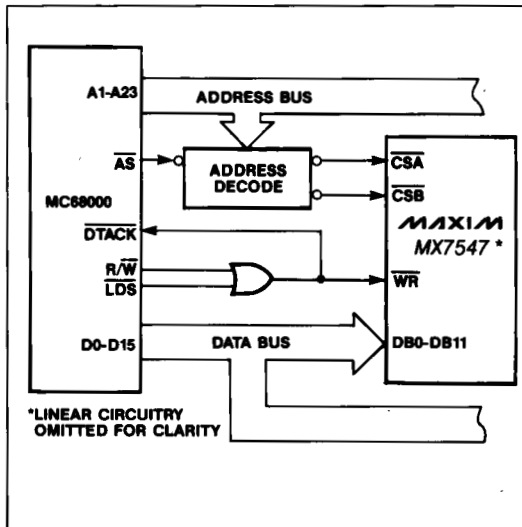 A1-A23
ADDRESS BUS
AS
ADDRESS
DECODE
CSA
CSB
MC68000
MAXIM
MX7547 *
DTACK
R/W
LDS
WR
D0-D15
DATA BUS
DB0-DB11
*LINEAR CIRCUITRY
OMITTED FOR CLARITY